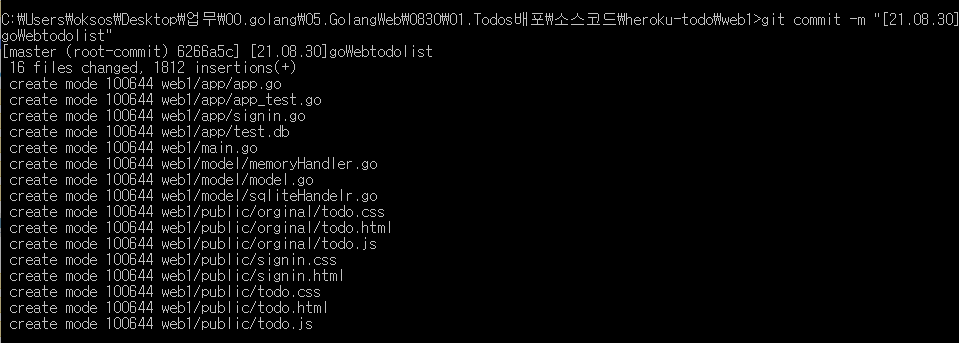 C:₩Users₩oksos₩Desktop₩업무₩00.golang₩05.GolangWeb₩0830₩01.Todos배포₩소스코드₩heroku-todo₩web1>git commit -m "[21.08.30]
goWebtodolist"
[master (root-commit) 6266a5c] [21.08.30]goWebtodolist
 16 files changed, 1812 insertions(+)
 create mode 100644 web1/app/app.go
 create mode 100644 web1/app/app_test.go
 create mode 100644 web1/app/signin.go
 create mode 100644 web1/app/test.db
 create mode 100644 web1/main.go
 create mode 100644 web1/model/memoryHandler.go
 create mode 100644 web1/model/model.go
 create mode 100644 web1/model/sqliteHandelr.go
 create mode 100644 web1/public/orginal/todo.css
 create mode 100644 web1/public/orginal/todo.html
 create mode 100644 web1/public/orginal/todo.js
 create mode 100644 web1/public/signin.css
 create mode 100644 web1/public/signin.html
 create mode 100644 web1/public/todo.css
 create mode 100644 web1/public/todo.html
 create mode 100644 web1/public/todo.js